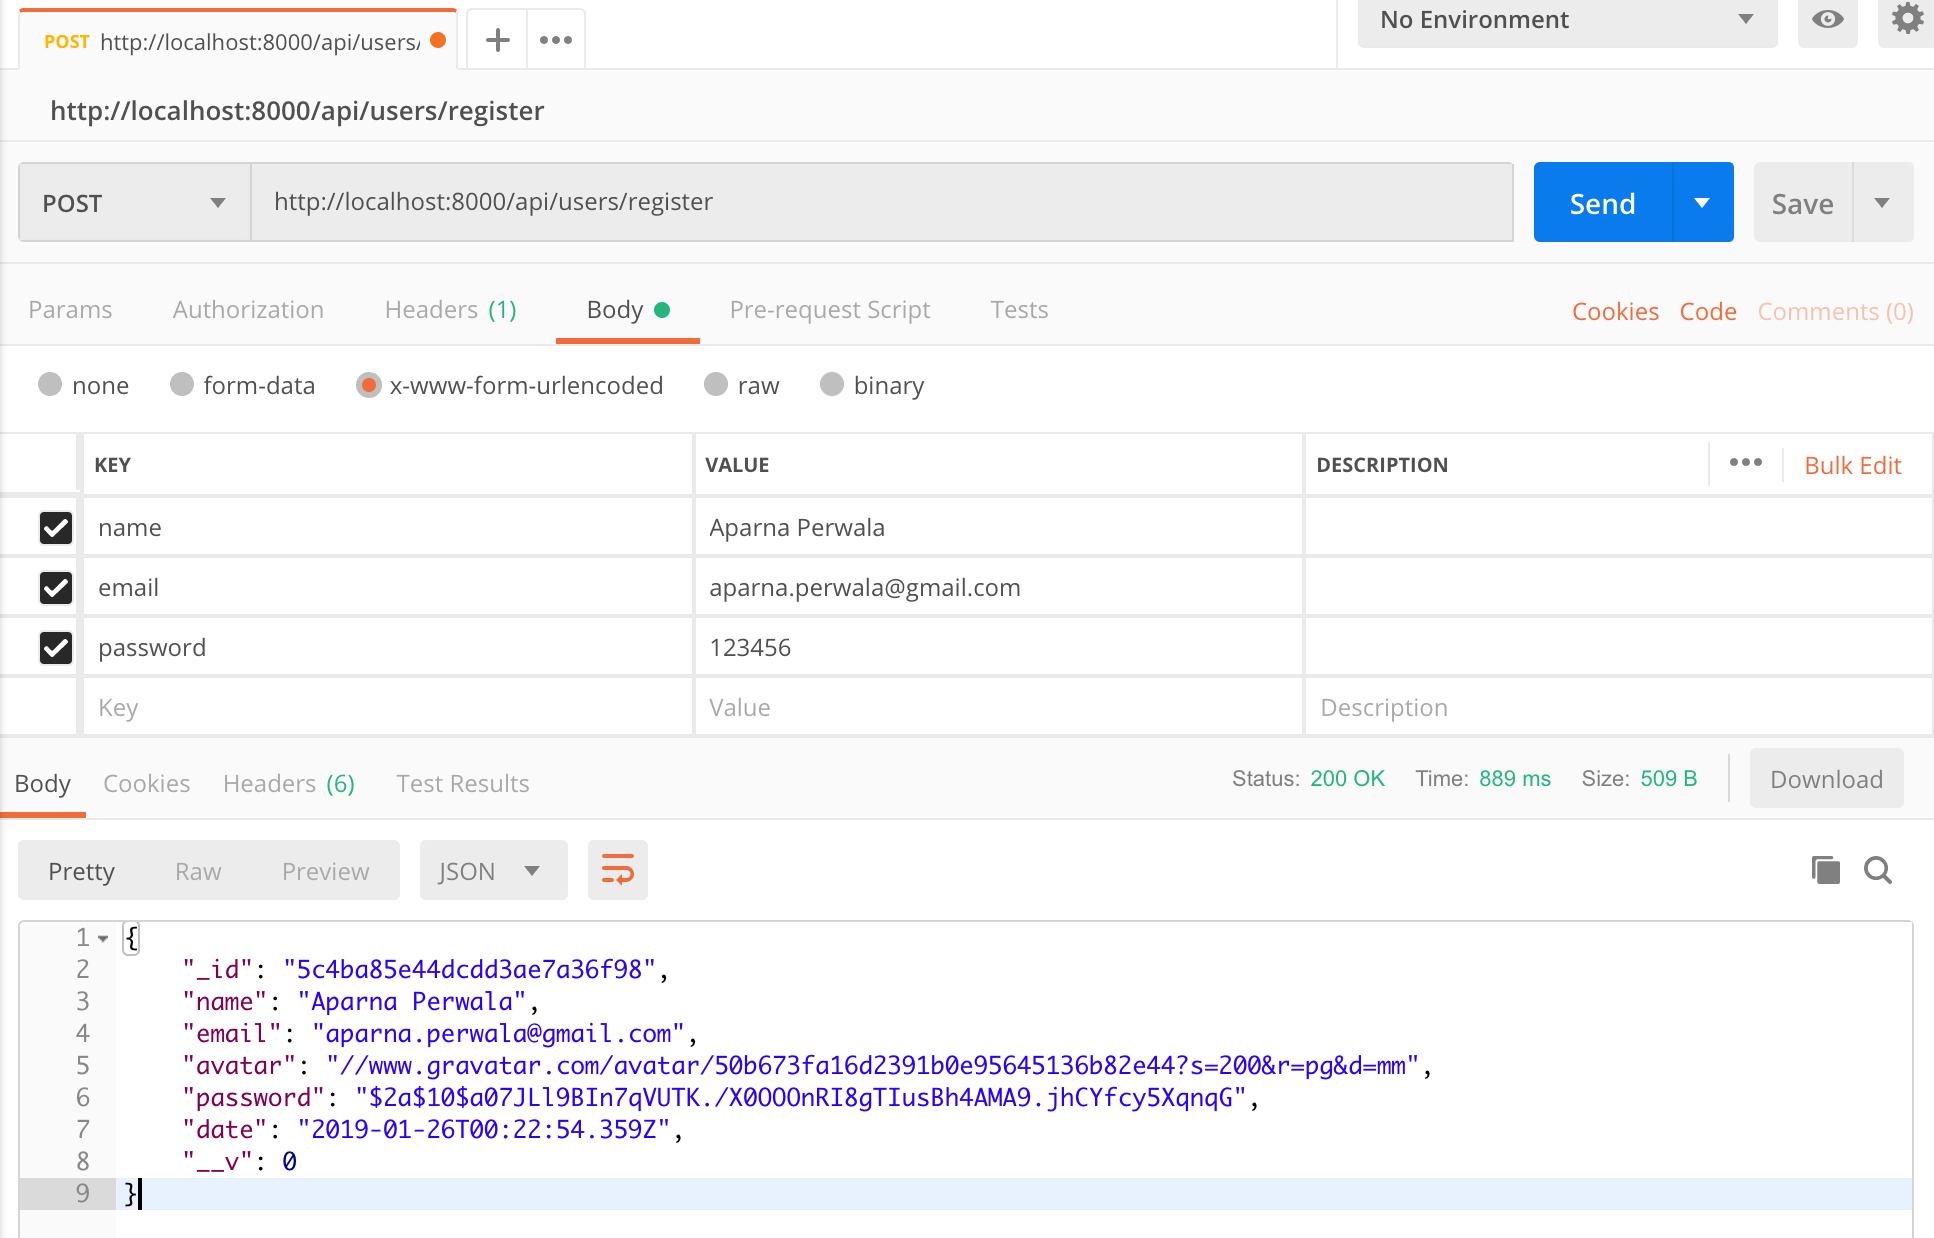 POST http://localhost:8000/api/users/
No Environment
http://localhost:8000/api/users/register
POST http://localhost:8000/api/users/register Send Save
Params Authorization Headers (1) Body Pre-request Script Tests Cookies Code Comments (0)
none form-data x-www-form-urlencoded raw binary
KEY VALUE DESCRIPTION Bulk Edit
name Aparna Perwala
email aparna.perwala@gmail.com
password 123456
Key Value Description
Body Cookies Headers (6) Test Results Status: 200 OK Time: 889 ms Size: 509 B Download
Pretty Raw Preview JSON
1 {
2 "_id": "5c4ba85e44dcdd3ae7a36f98",
3 "name": "Aparna Perwala",
4 "email": "aparna.perwala@gmail.com",
5 "avatar": "//www.gravatar.com/avatar/50b673fa16d2391b0e95645136b82e44?s=200&r=pg&d=mm",
6 "password": "$2a$10$a07JLl9BIn7qVUTK./X0OOOnRI8gTIusBh4AMA9.jhCYfcy5XqnqG",
7 "date": "2019-01-26T00:22:54.359Z",
8 "__v": 0
9 }